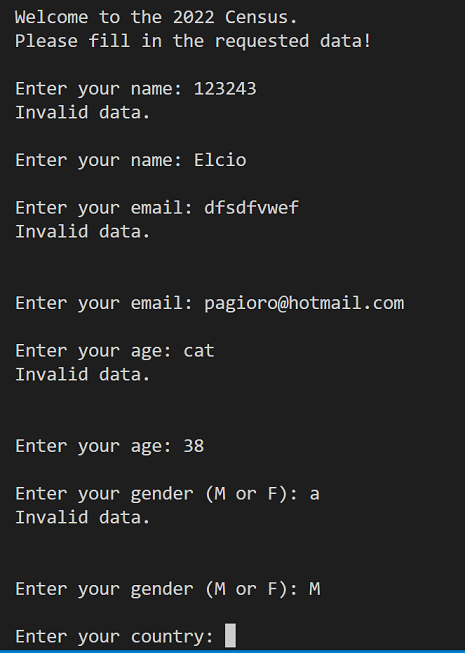 Welcome to the 2022 Census.
Please fill in the requested data!
Enter your name: 123243
Invalid data.
Enter your name: Elcio
Enter your email: dfsdfvwef
Invalid data.
Enter your email: pagioro@hotmail.com
Enter your age: cat
Invalid data.
Enter your age: 38
Enter your gender (M or F): a
Invalid data.
Enter your gender (M or F): M
Enter your country: